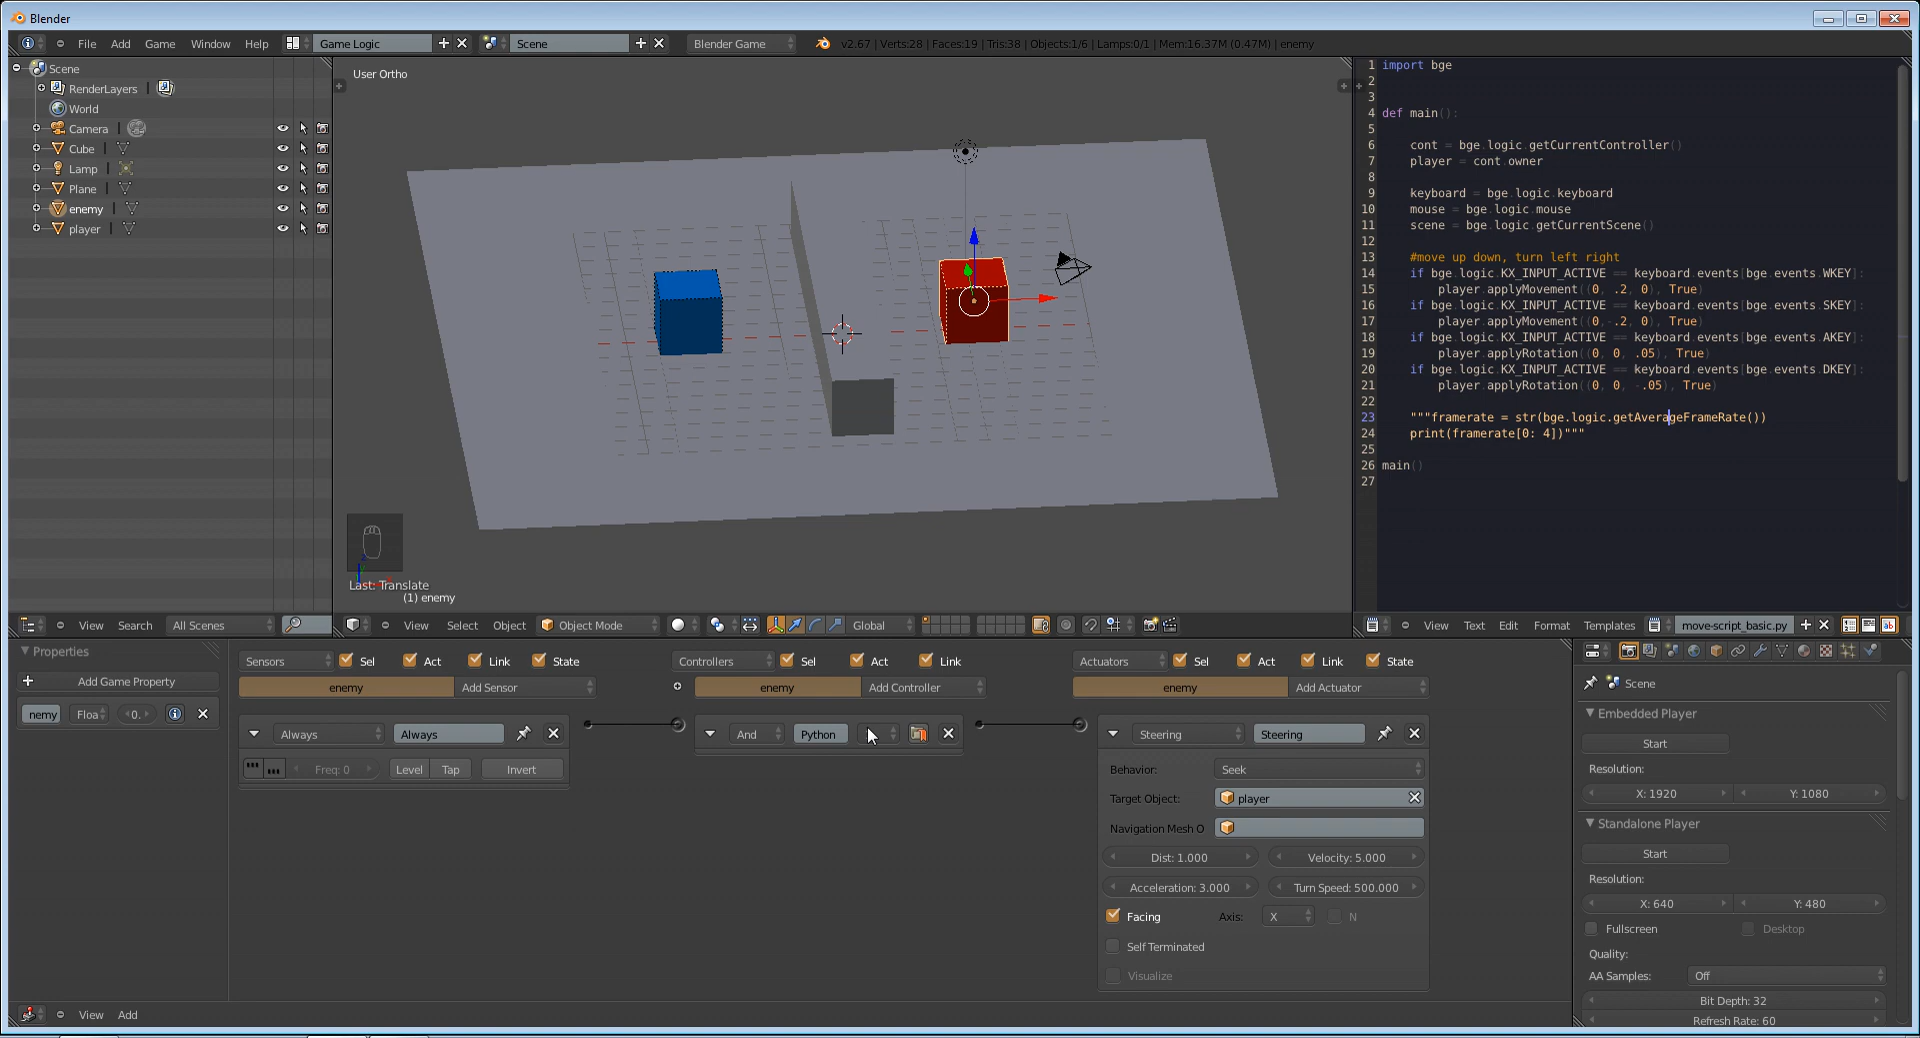 Blender
File Add Game Window Help Game Logic Scene Blender Game v2.67 | Verts:28 | Faces:19 | Tris:38 | Objects:1/6 | Lamps:0/1 | Mem:16.37M (0.47M) | enemy
Scene
RenderLayers
World
Camera
Cube
Lamp
Plane
enemy
player
User Ortho
Last: Translate
(1) enemy
1 import bge
2
3
4 def main():
5
6 cont = bge.logic.getCurrentController()
7 player = cont.owner
8
9 keyboard = bge.logic.keyboard
10 mouse = bge.logic.mouse
11 scene = bge.logic.getCurrentScene()
12
13 #move up down, turn left right
14 if bge.logic.KX_INPUT_ACTIVE == keyboard.events[bge.events.WKEY]:
15 player.applyMovement((0, .2, 0), True)
16 if bge.logic.KX_INPUT_ACTIVE == keyboard.events[bge.events.SKEY]:
17 player.applyMovement((0,-.2, 0), True)
18 if bge.logic.KX_INPUT_ACTIVE == keyboard.events[bge.events.AKEY]:
19 player.applyRotation((0, 0, .05), True)
20 if bge.logic.KX_INPUT_ACTIVE == keyboard.events[bge.events.DKEY]:
21 player.applyRotation((0, 0, -.05), True)
22
23 """framerate = str(bge.logic.getAverageFrameRate())
24 print(framerate[0: 4])"""
25
26 main()
27
View Search All Scenes
View Select Object Object Mode Global
View Text Edit Format Templates move-script_basic.py
Properties
Add Game Property
nemy Floa 0.
Sensors Sel Act Link State
enemy Add Sensor
Always Always
Freq: 0 Level Tap Invert
Controllers Sel Act Link
enemy Add Controller
And Python
Actuators Sel Act Link State
enemy Add Actuator
Steering Steering
Behavior: Seek
Target Object: player
Navigation Mesh O
Dist: 1.000 Velocity: 5.000
Acceleration: 3.000 Turn Speed: 500.000
Facing Axis: X N
Self Terminated
Visualize
Scene
Embedded Player
Start
Resolution:
X: 1920 Y: 1080
Standalone Player
Start
Resolution:
X: 640 Y: 480
Fullscreen Desktop
Quality:
AA Samples: Off
Bit Depth: 32
Refresh Rate: 60
View Add